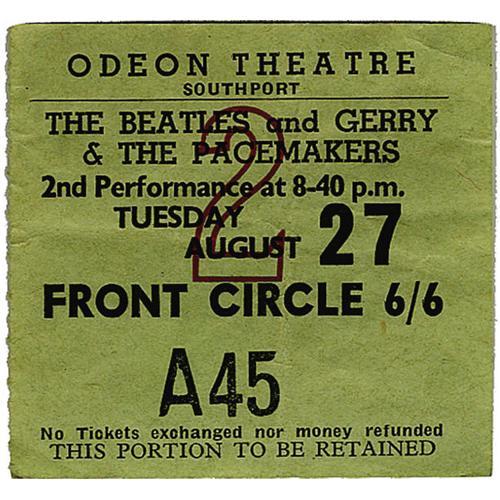 ODEON THEATRE
SOUTHPORT
THE BEATLES and GERRY
& THE PACEMAKERS
2nd Performance at 8-40 p.m.
TUESDAY
AUGUST 27
2
FRONT CIRCLE 6/6
A45
No Tickets exchanged nor money refunded
THIS PORTION TO BE RETAINED